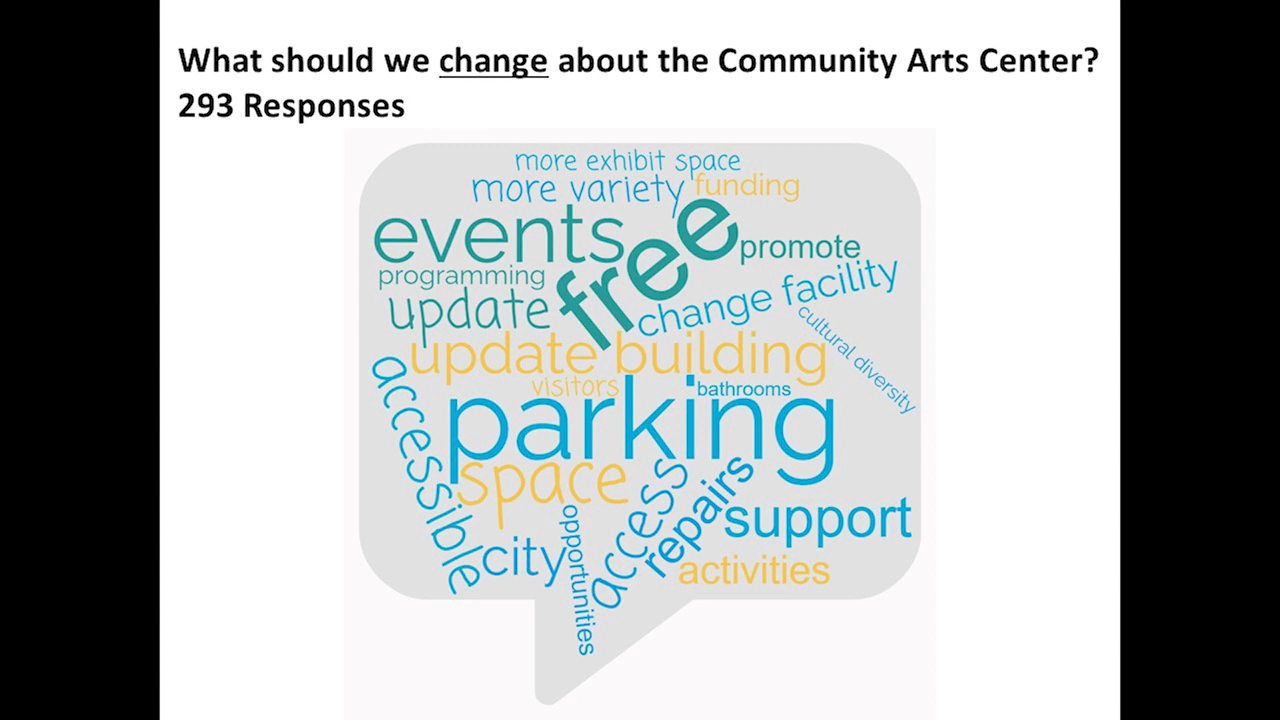 What should we change about the Community Arts Center?
293 Responses
more exhibit space
more variety
funding
events
free
promote
programming
update
change facility
cultural diversity
update building
accessible
visitors
bathrooms
parking
space
access
repairs
support
city
opportunities
activities